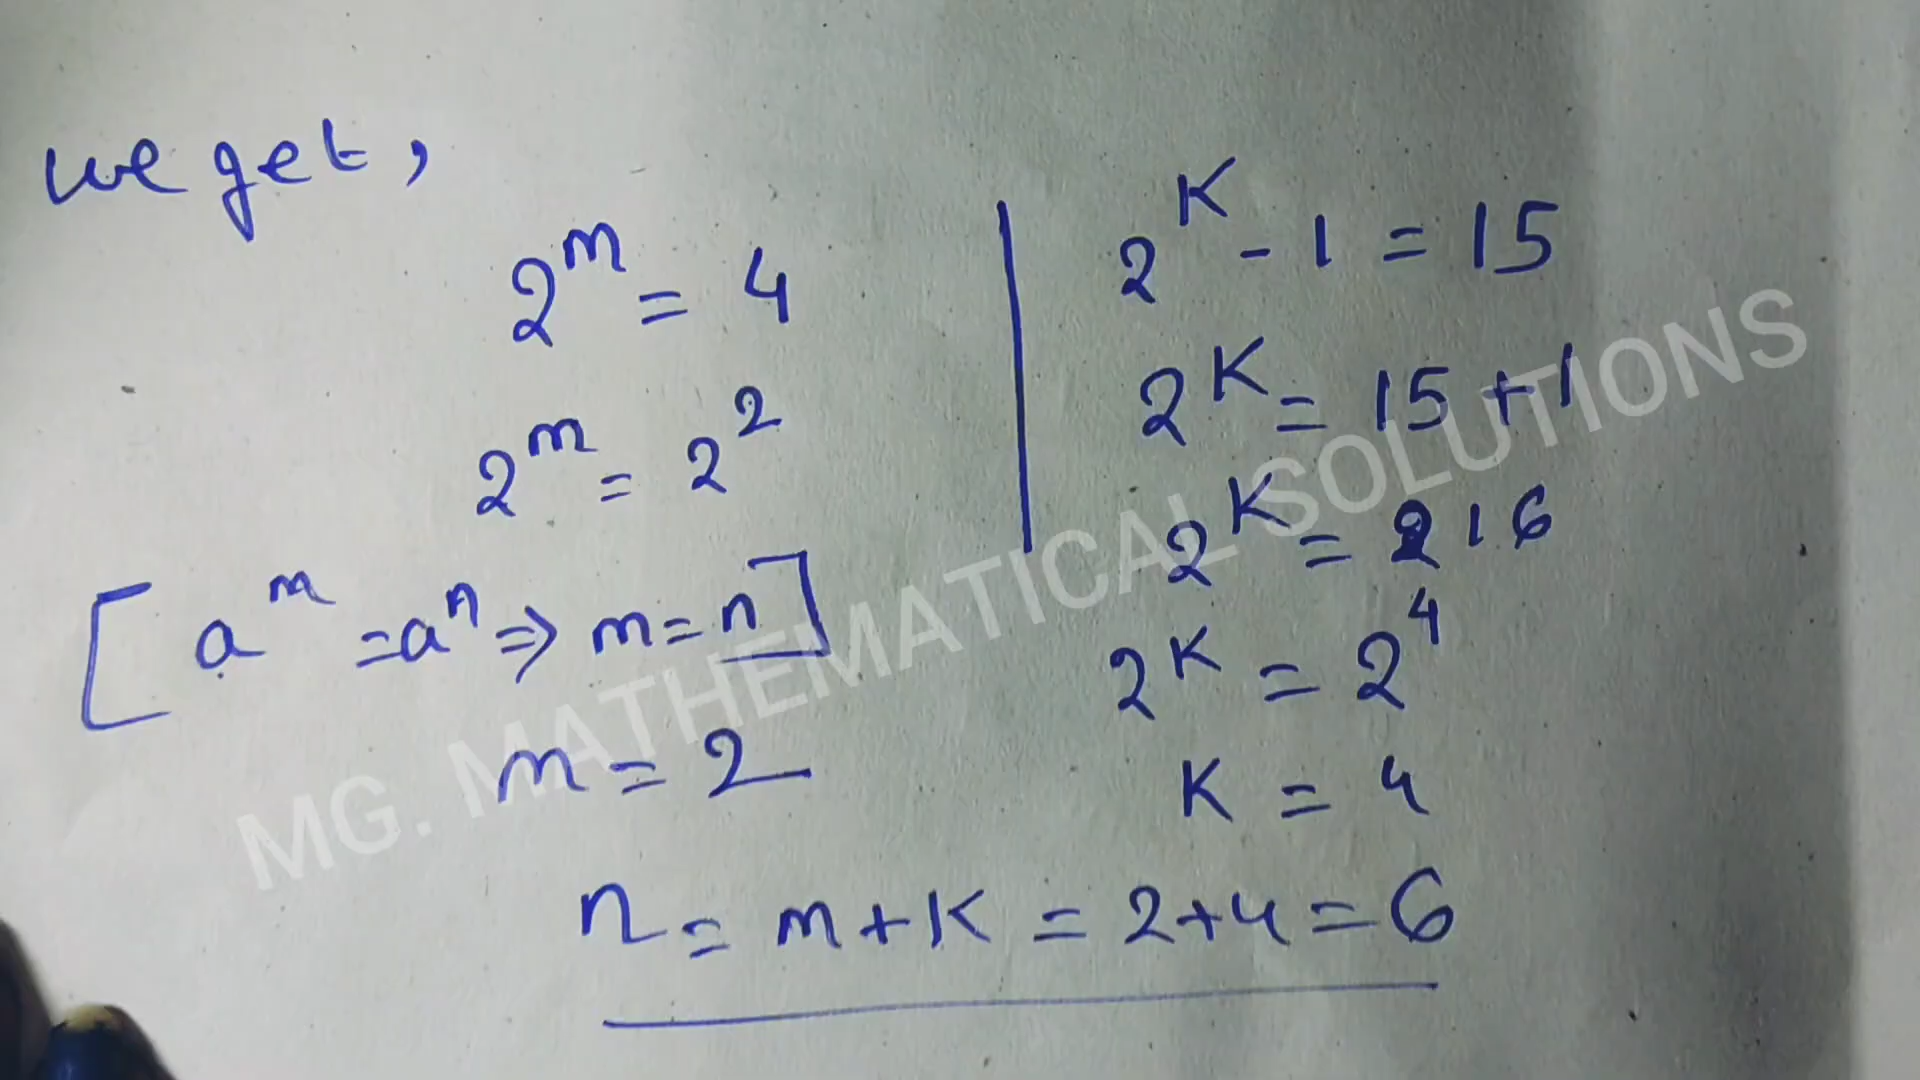 we get,
2^m = 4
2^m = 2^2
[a^m = a^n ⇒ m = n]
m = 2
2^K - 1 = 15
2^K = 15 + 1
2^K = 16
2^K = 2^4
K = 4
n = m + K = 2 + 4 = 6
MG. MATHEMATICAL SOLUTIONS